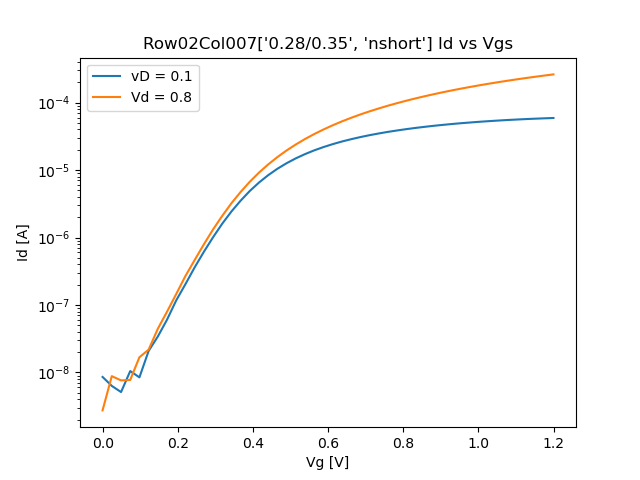 Row02Col007['0.28/0.35', 'nshort'] Id vs Vgs
vD = 0.1
Vd = 0.8
Id [A]
10⁻⁴
10⁻⁵
10⁻⁶
10⁻⁷
10⁻⁸
0.0 0.2 0.4 0.6 0.8 1.0 1.2
Vg [V]